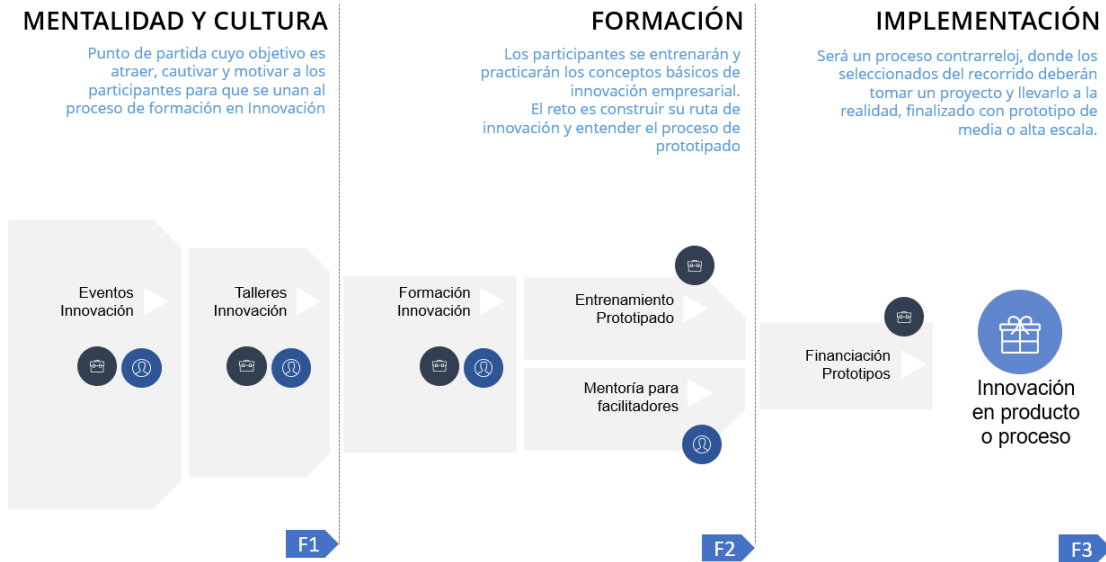 MENTALIDAD Y CULTURA
Punto de partida cuyo objetivo es
atraer, cautivar y motivar a los
participantes para que se unan al
proceso de formación en Innovación
FORMACIÓN
Los participantes se entrenarán y
practicarán los conceptos básicos de
innovación empresarial.
El reto es construir su ruta de
innovación y entender el proceso de
prototipado
IMPLEMENTACIÓN
Será un proceso contrarreloj, donde los
seleccionados del recorrido deberán
tomar un proyecto y llevarlo a la
realidad, finalizado con prototipo de
media o alta escala.
Eventos
Innovación
Talleres
Innovación
Formación
Innovación
Entrenamiento
Prototipado
Mentoría para
facilitadores
Financiación
Prototipos
Innovación
en producto
o proceso
F1
F2
F3